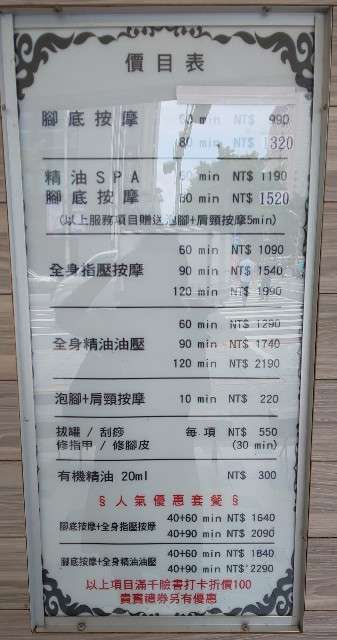 價目表
腳底按摩 60 min NT$ 990
80 min NT$ 1320
精油SPA 60 min NT$ 1190
腳底按摩 80 min NT$ 1520
(以上服務項目贈送泡腳+肩頸按摩5min)
60 min NT$ 1090
全身指壓按摩 90 min NT$ 1540
120 min NT$ 1990
60 min NT$ 1290
全身精油油壓 90 min NT$ 1740
120 min NT$ 2190
泡腳+肩頸按摩 10 min NT$ 220
拔罐 / 刮痧 每項 NT$ 550
修指甲 / 修腳皮 (30 min)
有機精油 20ml NT$ 300
§人氣優惠套餐§
40+60 min NT$ 1640
腳底按摩+全身指壓按摩
40+90 min NT$ 2090
40+60 min NT$ 1840
腳底按摩+全身精油油壓
40+90 min NT$ 2290
以上項目滿千臉書打卡折價100
貴賓禮券另有優惠